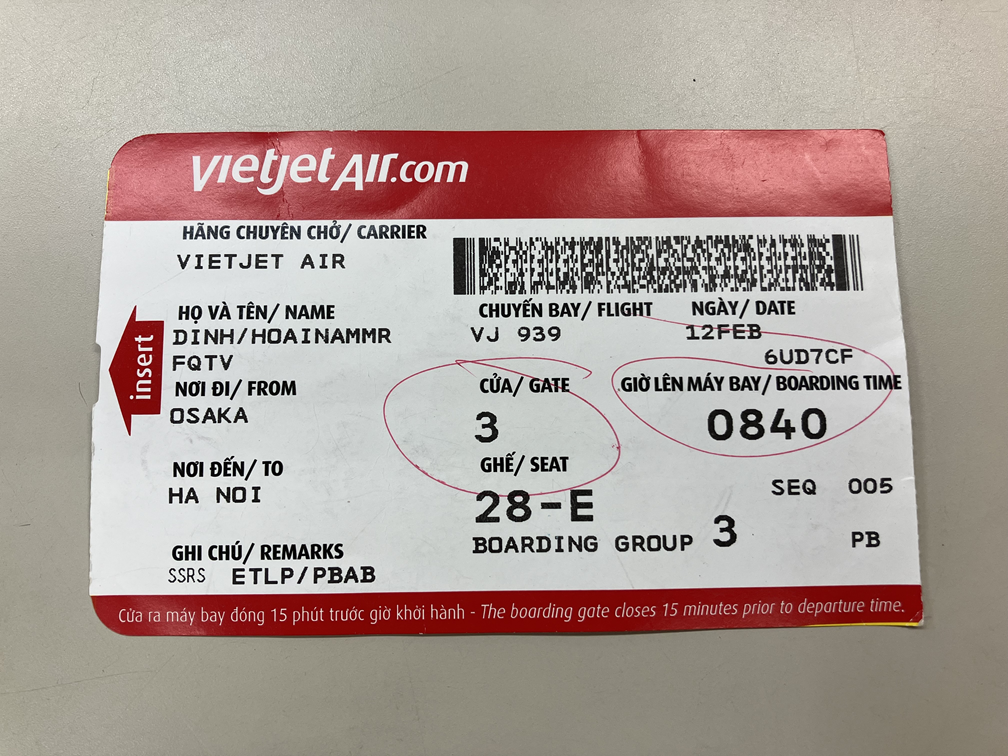 vietjetAir.com
HÃNG CHUYÊN CHỞ/ CARRIER
VIETJET AIR
HỌ VÀ TÊN/ NAME
DINH/HOAINAMMR
FQTV
CHUYẾN BAY/ FLIGHT
VJ 939
NGÀY/ DATE
12FEB
6UD7CF
insert
NƠI ĐI/ FROM
OSAKA
CỬA/ GATE
3
GIỜ LÊN MÁY BAY/ BOARDING TIME
0840
NƠI ĐẾN/ TO
HA NOI
GHẾ/ SEAT
28-E
SEQ 005
BOARDING GROUP 3
PB
GHI CHÚ/ REMARKS
SSRS ETLP/PBAB
Cửa ra máy bay đóng 15 phút trước giờ khởi hành - The boarding gate closes 15 minutes prior to departure time.